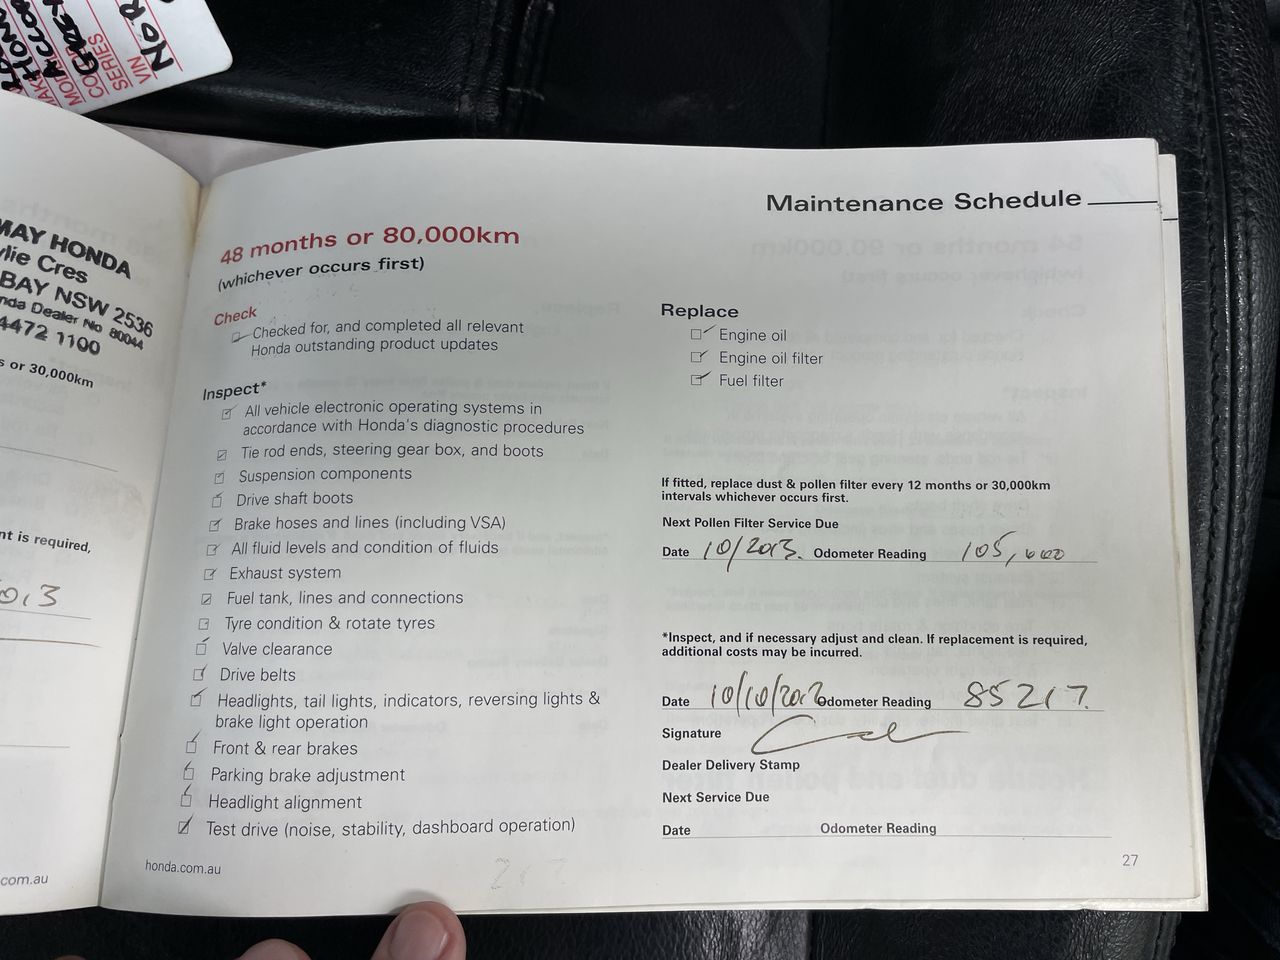 HONDA
ACCOR
GREY
SERIES
VIN
NOR
MAY HONDA
ylie Cres
BAY NSW 2536
nda Dealer No 80044
4472 1100
s or 30,000km
nt is required,
013
com.au
Maintenance Schedule
48 months or 80,000km
(whichever occurs first)
Check
Checked for, and completed all relevant
Honda outstanding product updates
Inspect*
All vehicle electronic operating systems in
accordance with Honda's diagnostic procedures
Tie rod ends, steering gear box, and boots
Suspension components
Drive shaft boots
Brake hoses and lines (including VSA)
All fluid levels and condition of fluids
Exhaust system
Fuel tank, lines and connections
Tyre condition & rotate tyres
Valve clearance
Drive belts
Headlights, tail lights, indicators, reversing lights &
brake light operation
Front & rear brakes
Parking brake adjustment
Headlight alignment
Test drive (noise, stability, dashboard operation)
honda.com.au
Replace
Engine oil
Engine oil filter
Fuel filter
If fitted, replace dust & pollen filter every 12 months or 30,000km
intervals whichever occurs first.
Next Pollen Filter Service Due
Date 10/2013. Odometer Reading 105,000
*Inspect, and if necessary adjust and clean. If replacement is required,
additional costs may be incurred.
Date 10/10/2012 Odometer Reading 85217.
Signature
Dealer Delivery Stamp
Next Service Due
Date Odometer Reading
27